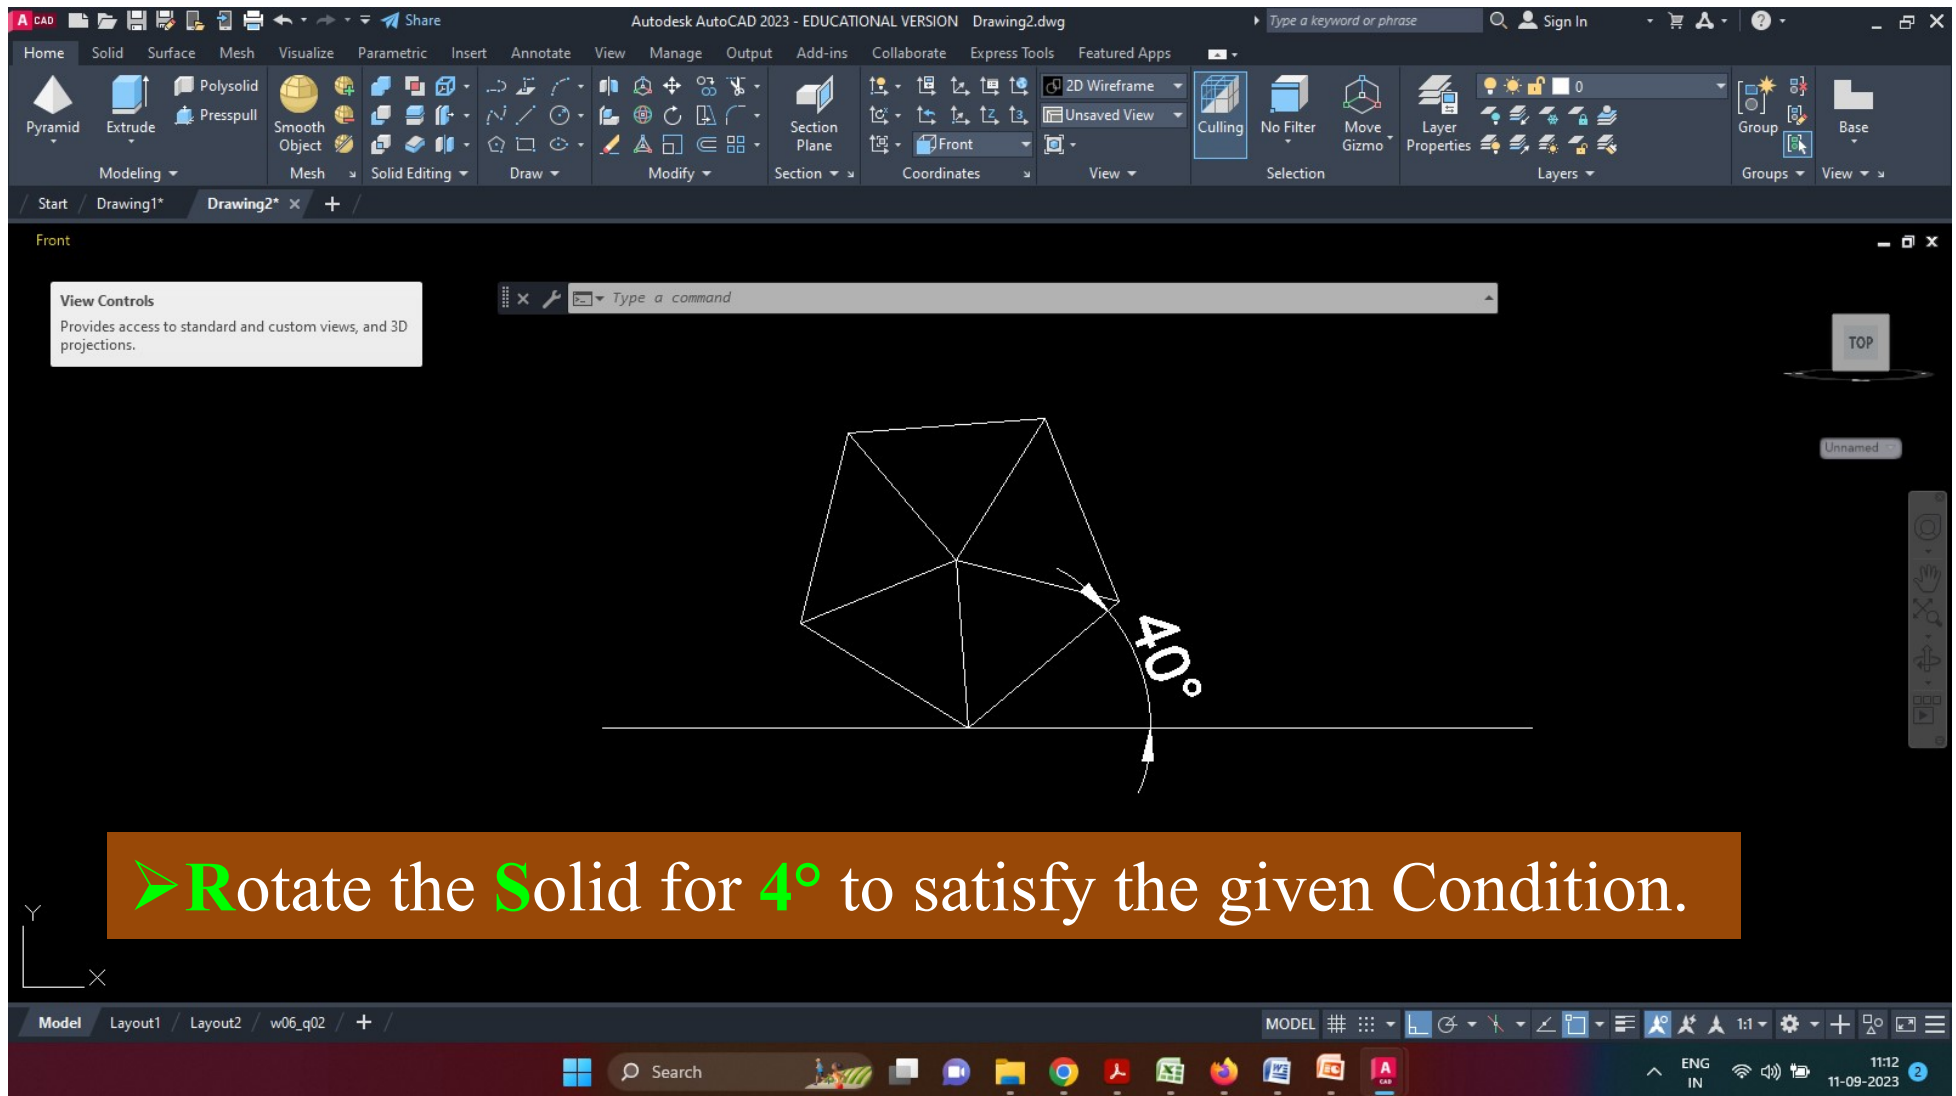 A CAD Share Autodesk AutoCAD 2023 - EDUCATIONAL VERSION Drawing2.dwg Type a keyword or phrase Sign In
Home Solid Surface Mesh Visualize Parametric Insert Annotate View Manage Output Add-ins Collaborate Express Tools Featured Apps
Polysolid 2D Wireframe 0
Presspull Unsaved View
Pyramid Extrude Smooth Object Section Plane Front Culling No Filter Move Gizmo Layer Properties Group Base
Modeling Mesh Solid Editing Draw Modify Section Coordinates View Selection Layers Groups View
Start Drawing1* Drawing2* +
Front
View Controls
Provides access to standard and custom views, and 3D
projections.
Type a command
TOP
Unnamed
40°
➢Rotate the Solid for 4° to satisfy the given Condition.
Y
X
Model Layout1 Layout2 w06_q02 + MODEL 1:1
Search
ENG
IN
11:12
11-09-2023
2